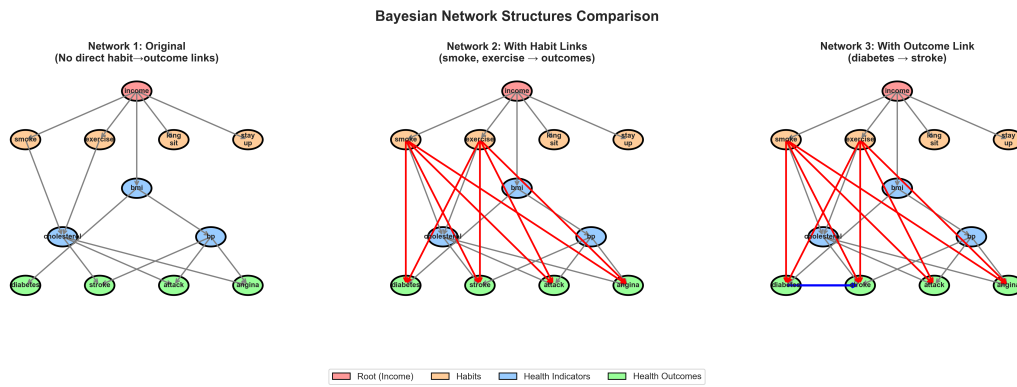 Bayesian Network Structures Comparison
Network 1: Original
(No direct habit→outcome links)
income
smoke
exercise
long
sit
stay
up
bmi
cholesterol
bp
diabetes
stroke
attack
angina
Network 2: With Habit Links
(smoke, exercise → outcomes)
income
smoke
exercise
long
sit
stay
up
bmi
cholesterol
bp
diabetes
stroke
attack
angina
Network 3: With Outcome Link
(diabetes → stroke)
income
smoke
exercise
long
sit
stay
up
bmi
cholesterol
bp
diabetes
stroke
attack
angina
Root (Income)
Habits
Health Indicators
Health Outcomes